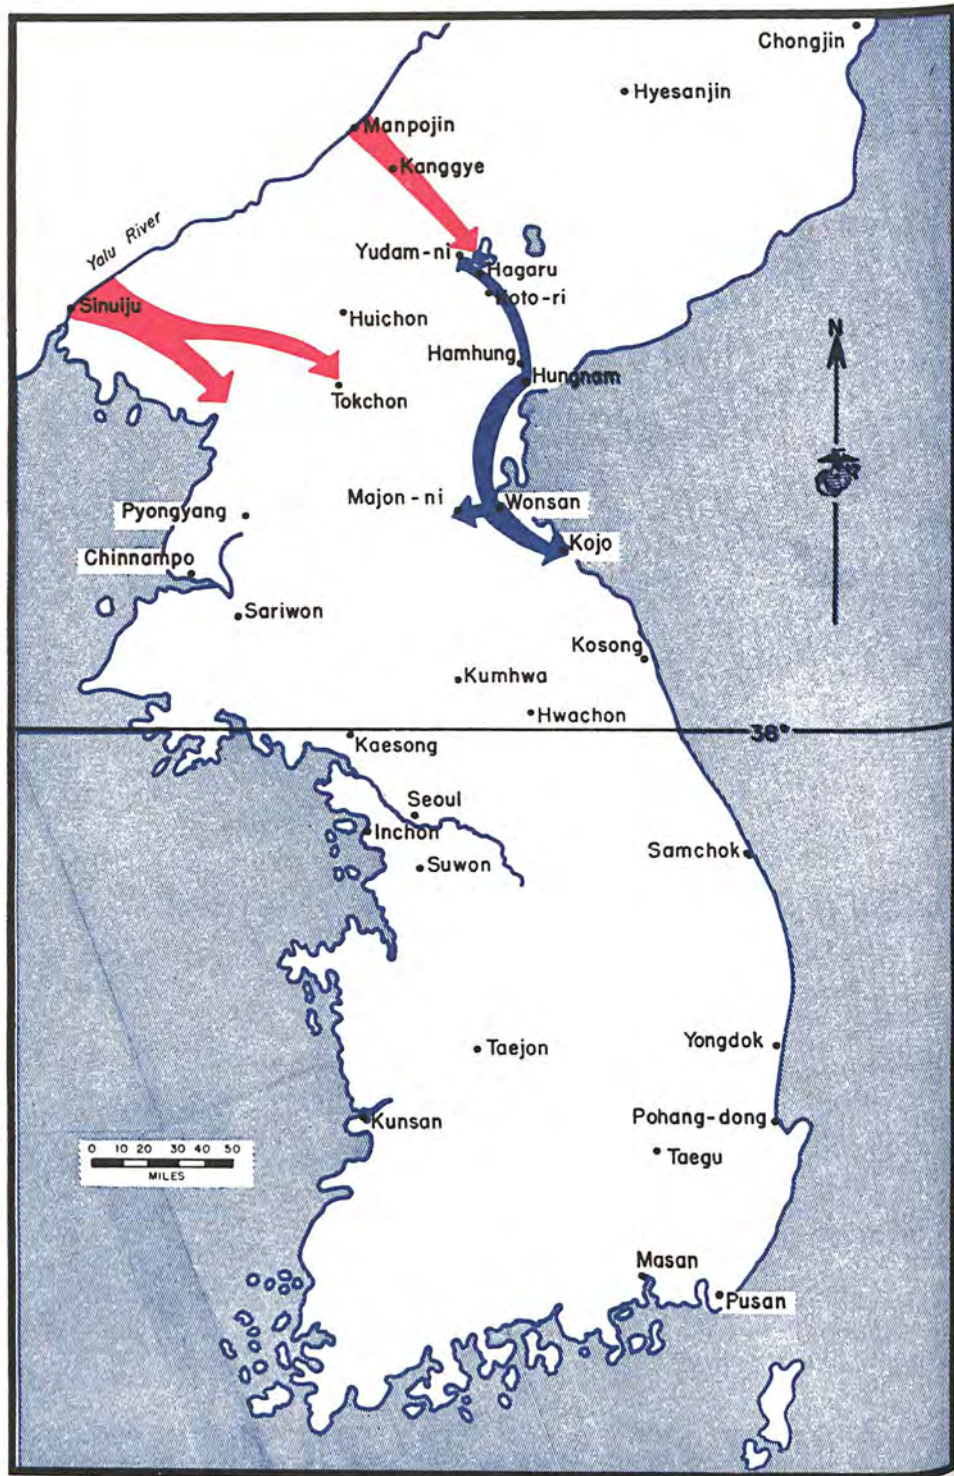 Chongjin
Hyesanjin
Manpojin
Kanggye
Yalu River
Yudam-ni
Hagaru
Koto-ri
Sinuiju
Huichon
Hamhung
Hungnam
Tokchon
N
Majon-ni
Wonsan
Pyongyang
Kojo
Chinnampo
Sariwon
Kosong
Kumhwa
Hwachon
38°
Kaesong
Seoul
Inchon
Samchok
Suwon
Yongdok
Taejon
Kunsan
Pohang-dong
Taegu
0 10 20 30 40 50
MILES
Masan
Pusan